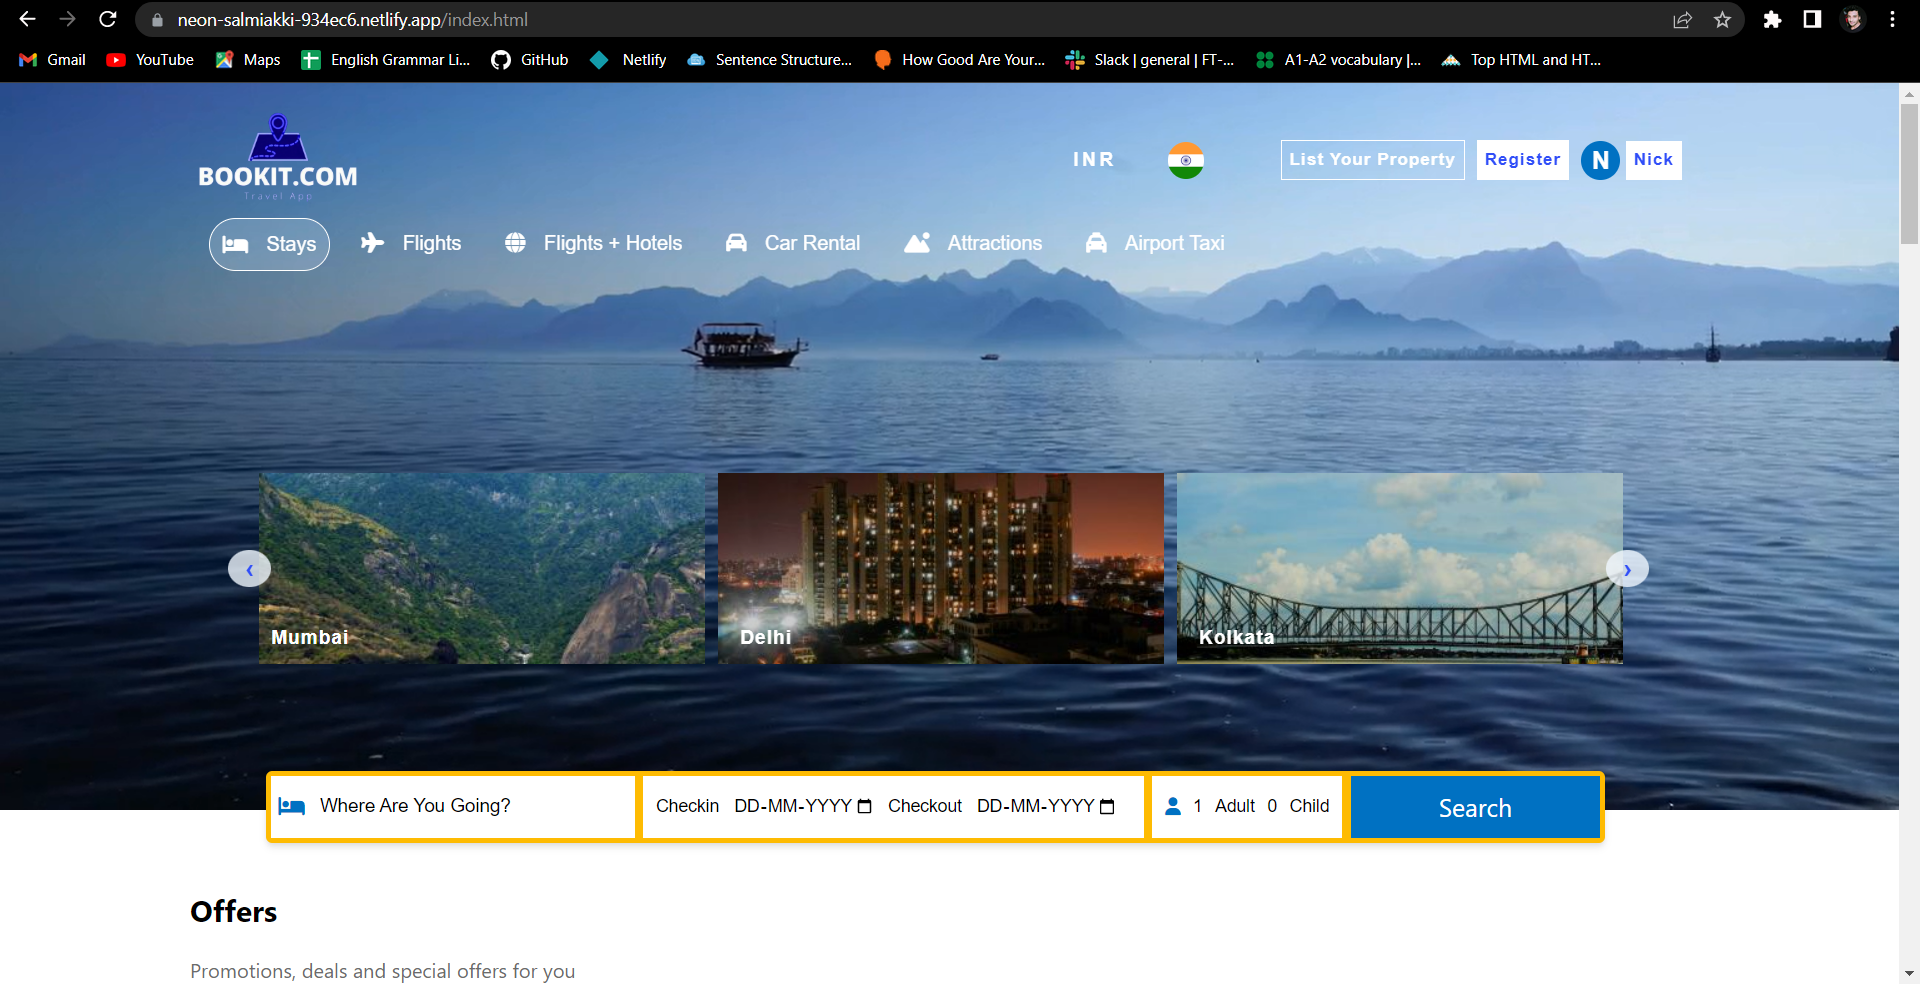 neon-salmiakki-934ec6.netlify.app/index.html
Gmail YouTube Maps English Grammar Li... GitHub Netlify Sentence Structure... How Good Are Your... Slack | general | FT-... A1-A2 vocabulary |... Top HTML and HT...
BOOKIT.COM
Travel App
INR List Your Property Register N Nick
Stays Flights Flights + Hotels Car Rental Attractions Airport Taxi
‹ ›
Mumbai Delhi Kolkata
Where Are You Going? Checkin DD-MM-YYYY Checkout DD-MM-YYYY 1 Adult 0 Child Search
Offers
Promotions, deals and special offers for you